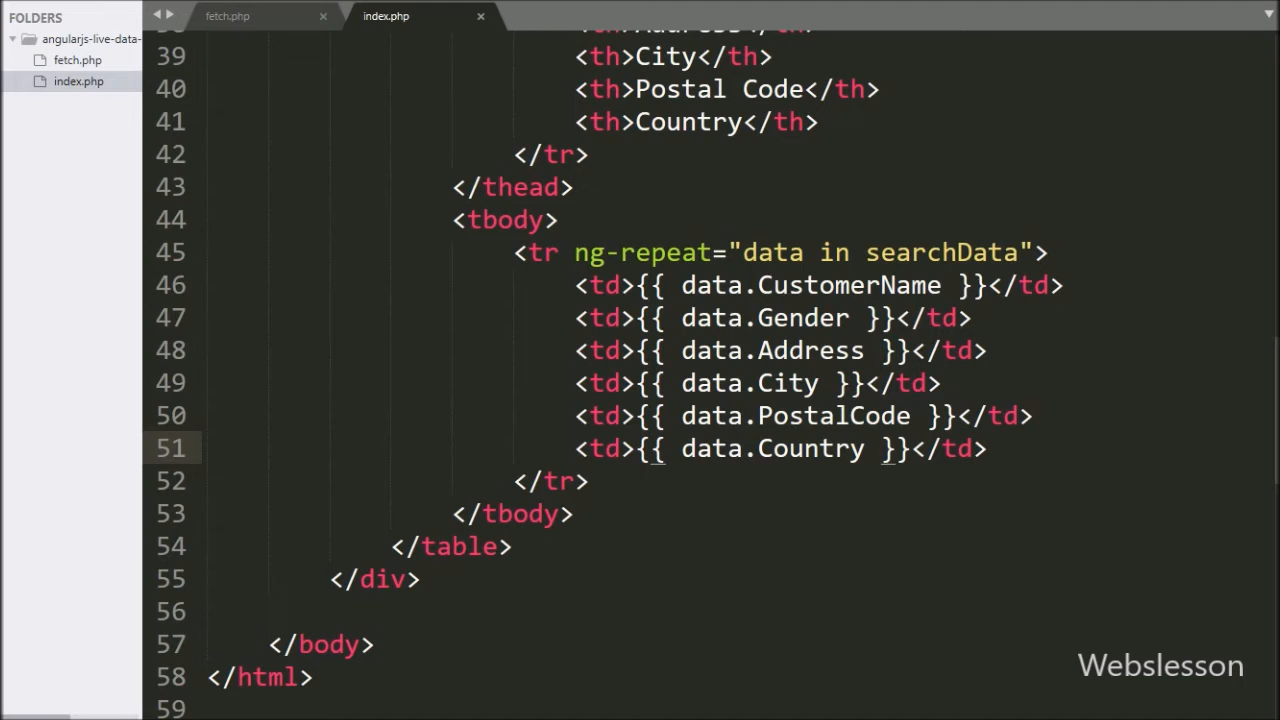 FOLDERS
angularjs-live-data-
fetch.php
index.php
fetch.php × index.php ×
39 <th>City</th>
40 <th>Postal Code</th>
41 <th>Country</th>
42 </tr>
43 </thead>
44 <tbody>
45 <tr ng-repeat="data in searchData">
46 <td>{{ data.CustomerName }}</td>
47 <td>{{ data.Gender }}</td>
48 <td>{{ data.Address }}</td>
49 <td>{{ data.City }}</td>
50 <td>{{ data.PostalCode }}</td>
51 <td>{{ data.Country }}</td>
52 </tr>
53 </tbody>
54 </table>
55 </div>
56
57 </body>
58 </html>
59
Webslesson